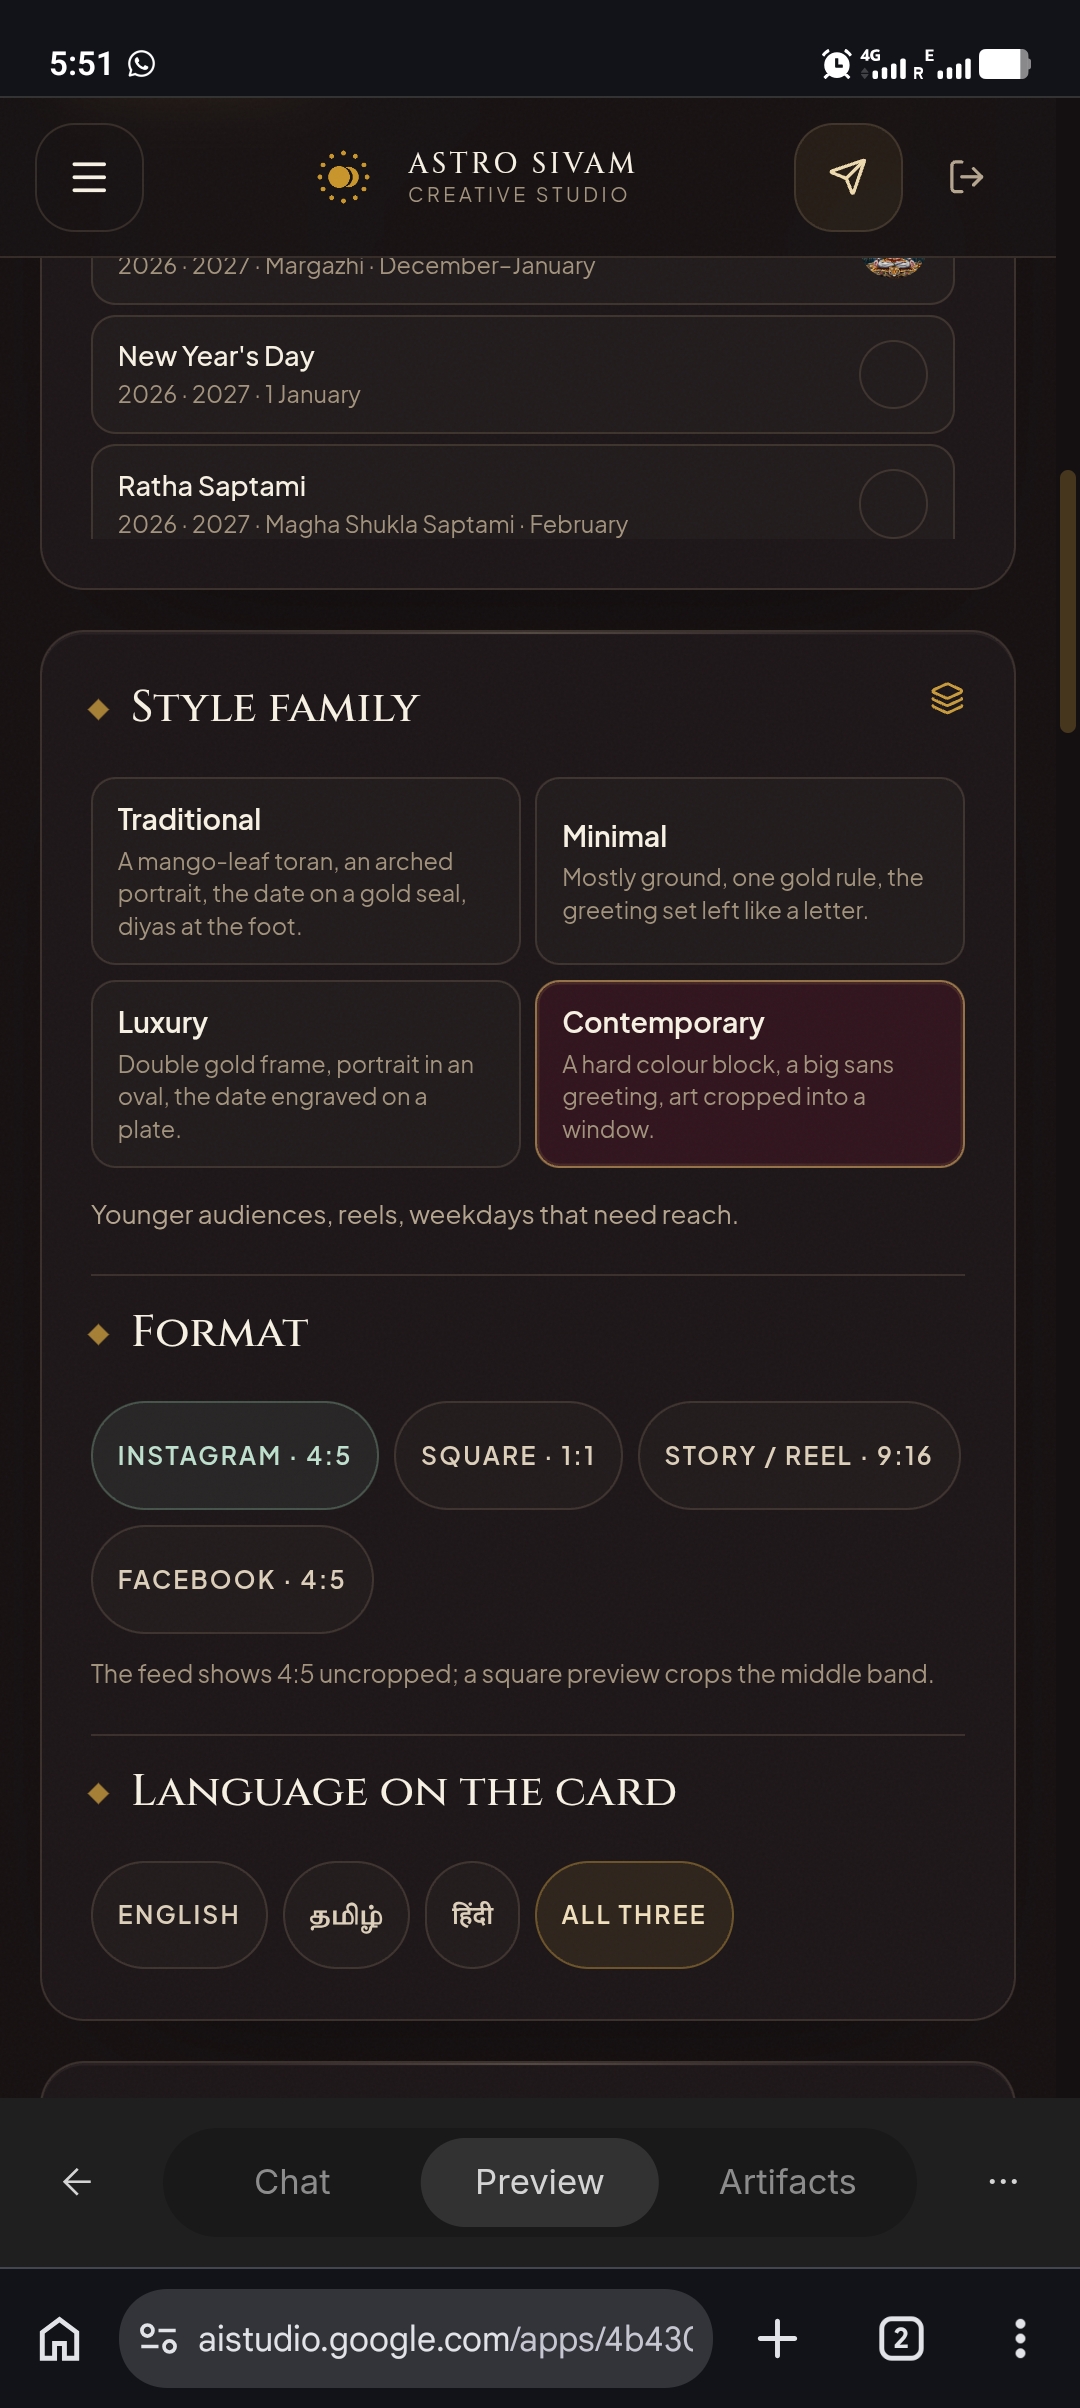 5:51
4G
R
E
ASTRO SIVAM
CREATIVE STUDIO
2026 · 2027 · Margazhi · December–January
New Year's Day
2026 · 2027 · 1 January
Ratha Saptami
2026 · 2027 · Magha Shukla Saptami · February
Style family
Traditional
A mango-leaf toran, an arched
portrait, the date on a gold seal,
diyas at the foot.
Minimal
Mostly ground, one gold rule, the
greeting set left like a letter.
Luxury
Double gold frame, portrait in an
oval, the date engraved on a
plate.
Contemporary
A hard colour block, a big sans
greeting, art cropped into a
window.
Younger audiences, reels, weekdays that need reach.
Format
INSTAGRAM · 4:5
SQUARE · 1:1
STORY / REEL · 9:16
FACEBOOK · 4:5
The feed shows 4:5 uncropped; a square preview crops the middle band.
Language on the card
ENGLISH
தமிழ்
हिंदी
ALL THREE
Chat
Preview
Artifacts
aistudio.google.com/apps/4b430
2